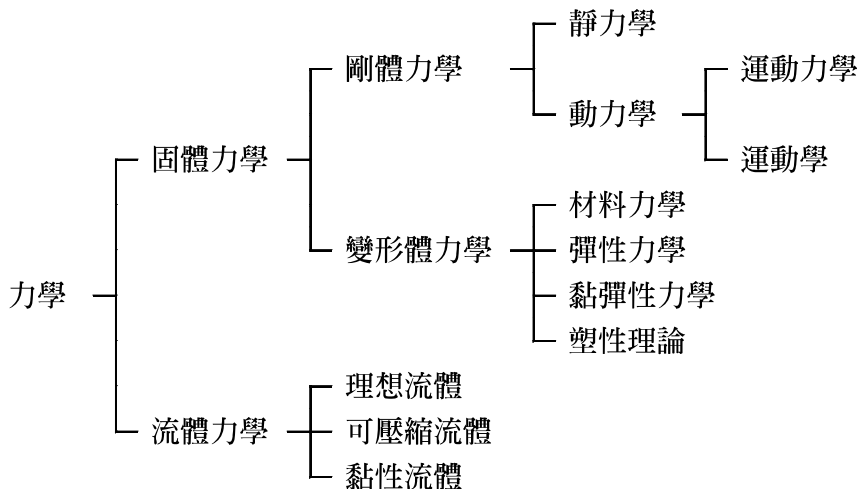 靜力學
剛體力學
運動力學
動力學
固體力學
運動學
材料力學
變形體力學
彈性力學
力學
黏彈性力學
塑性理論
理想流體
流體力學
可壓縮流體
黏性流體